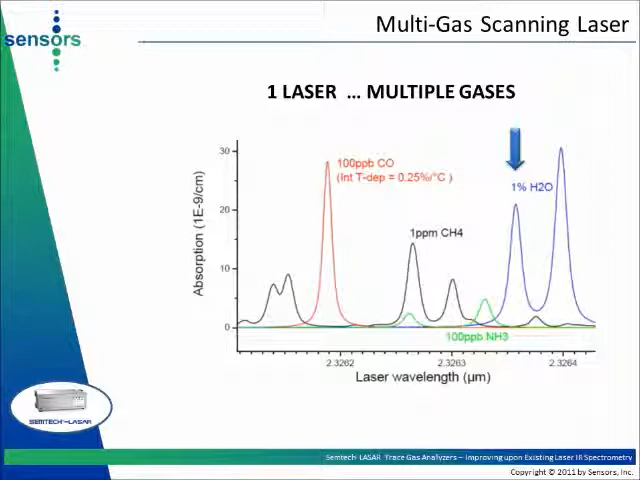 sensors
Multi-Gas Scanning Laser
1 LASER … MULTIPLE GASES
100ppb CO
(Int T-dep = 0.25%/°C )
1% H2O
1ppm CH4
100ppb NH3
Absorption (1E-9/cm)
30
20
10
0
2.3262
2.3263
2.3264
Laser wavelength (µm)
SEMTECH LASAR
Semtech LASAR Trace Gas Analyzers – Improving upon Existing Laser IR Spectrometry
Copyright © 2011 by Sensors, Inc.